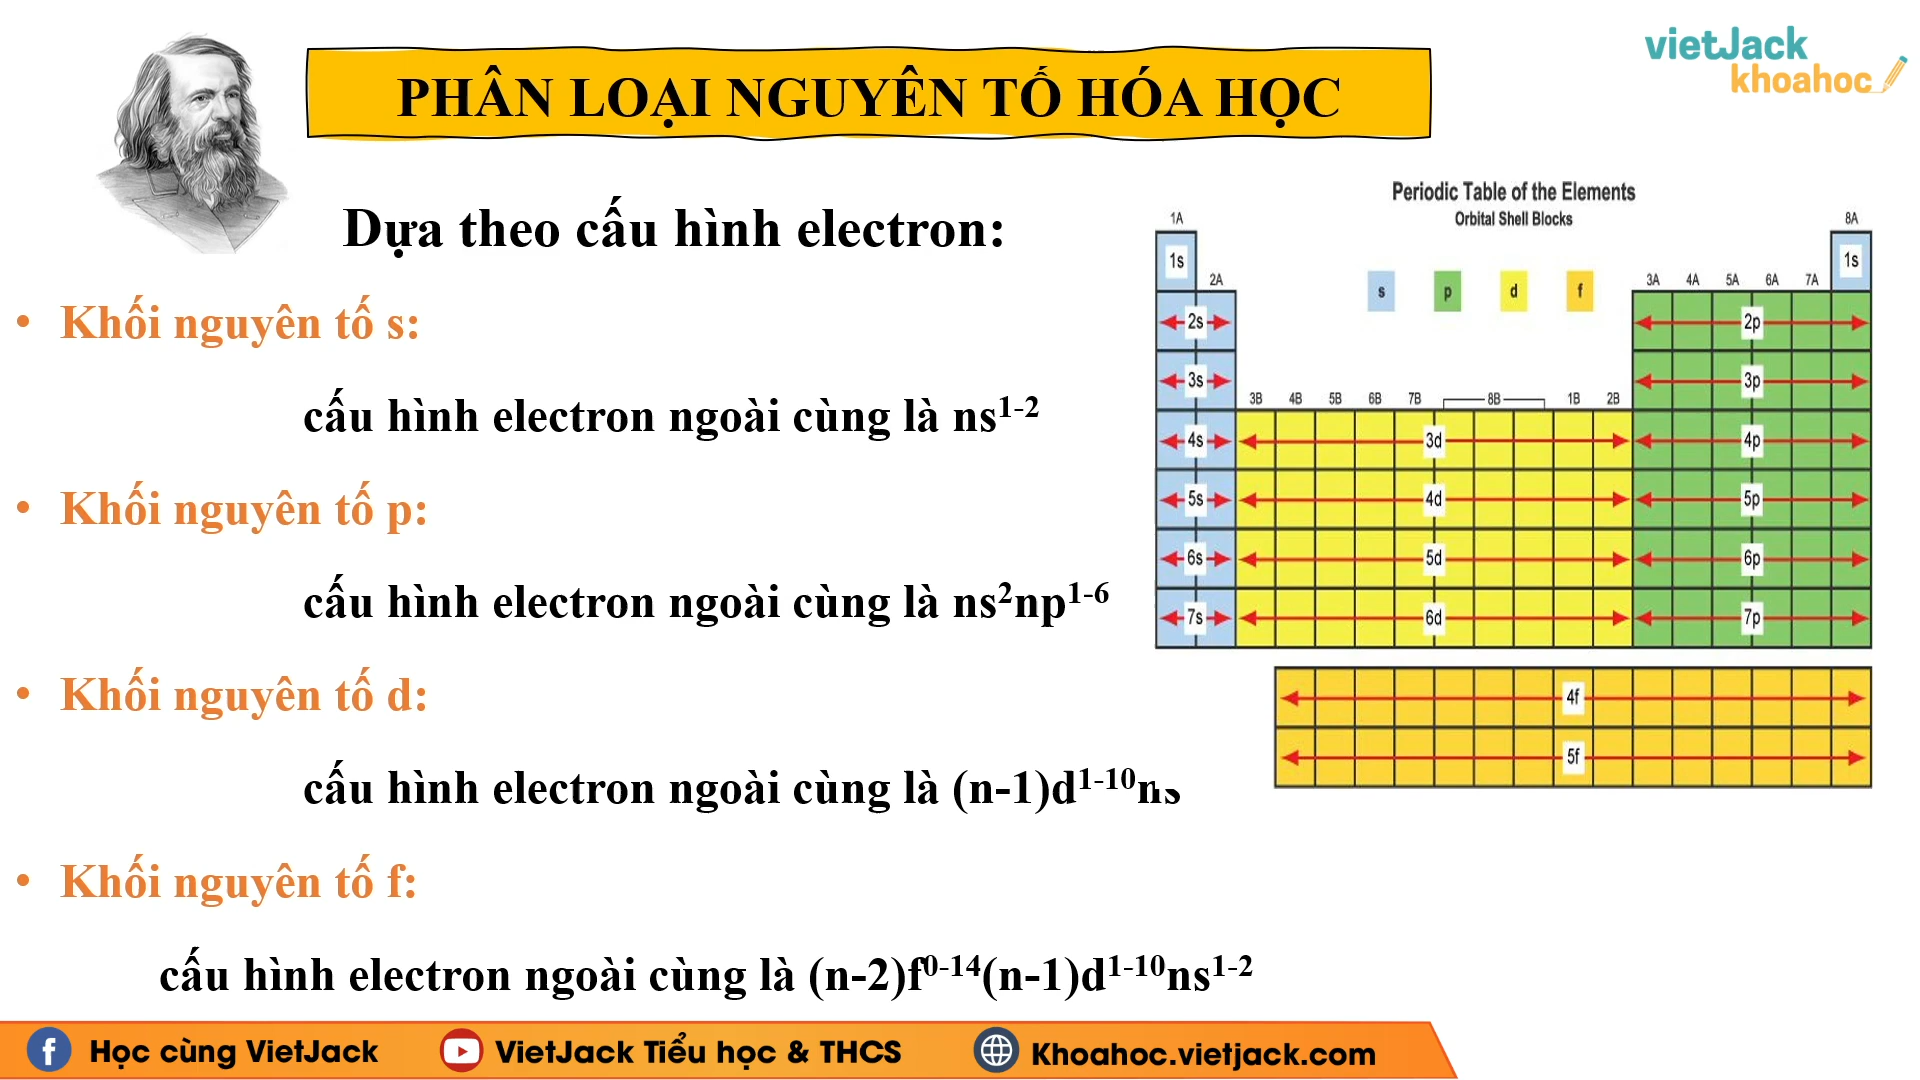 vietJack
khoahoc
PHÂN LOẠI NGUYÊN TỐ HÓA HỌC
Dựa theo cấu hình electron:
• Khối nguyên tố s:
cấu hình electron ngoài cùng là ns¹⁻²
• Khối nguyên tố p:
cấu hình electron ngoài cùng là ns²np¹⁻⁶
• Khối nguyên tố d:
cấu hình electron ngoài cùng là (n-1)d¹⁻¹⁰ns
• Khối nguyên tố f:
cấu hình electron ngoài cùng là (n-2)f⁰⁻¹⁴(n-1)d¹⁻¹⁰ns¹⁻²
Periodic Table of the Elements
Orbital Shell Blocks
1A 8A
1s s p d f 1s
2A 3A 4A 5A 6A 7A
2s 2p
3s 3p
3B 4B 5B 6B 7B 8B 1B 2B
4s 3d 4p
5s 4d 5p
6s 5d 6p
7s 6d 7p
4f
5f
Học cùng VietJack VietJack Tiểu học & THCS Khoahoc.vietjack.com